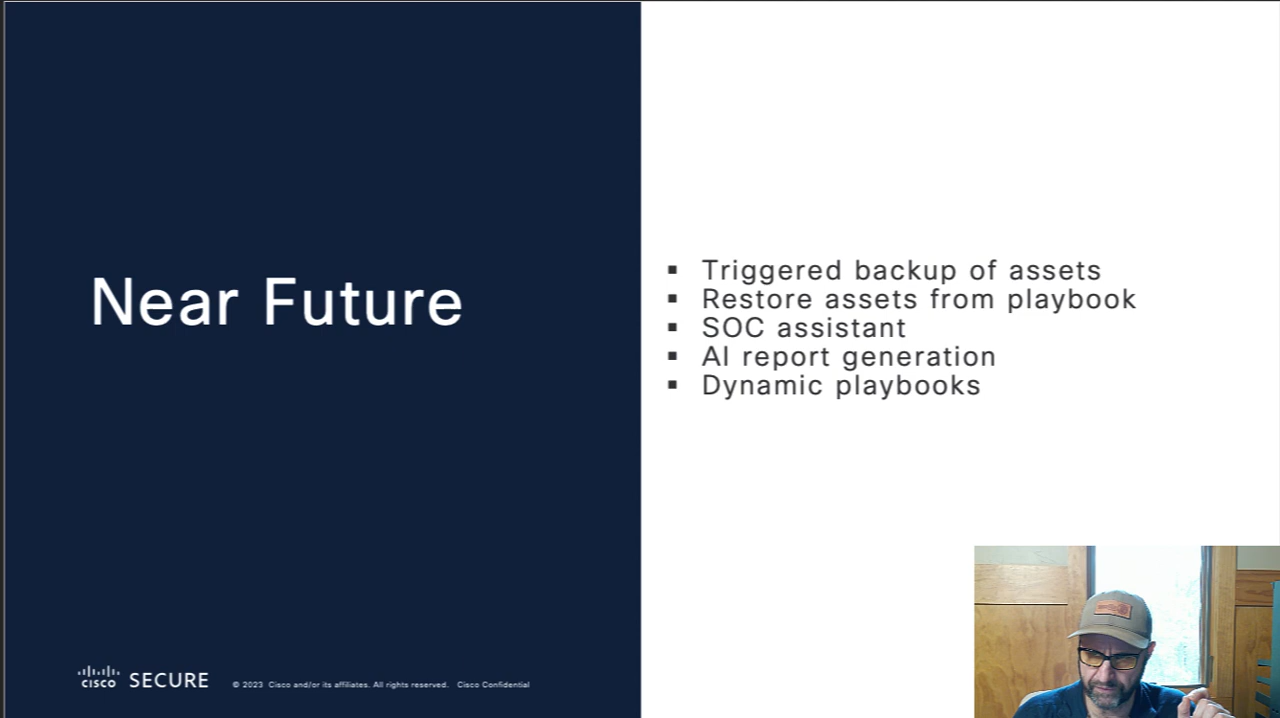 Near Future
▪ Triggered backup of assets
▪ Restore assets from playbook
▪ SOC assistant
▪ AI report generation
▪ Dynamic playbooks
CISCO SECURE © 2023 Cisco and/or its affiliates. All rights reserved. Cisco Confidential